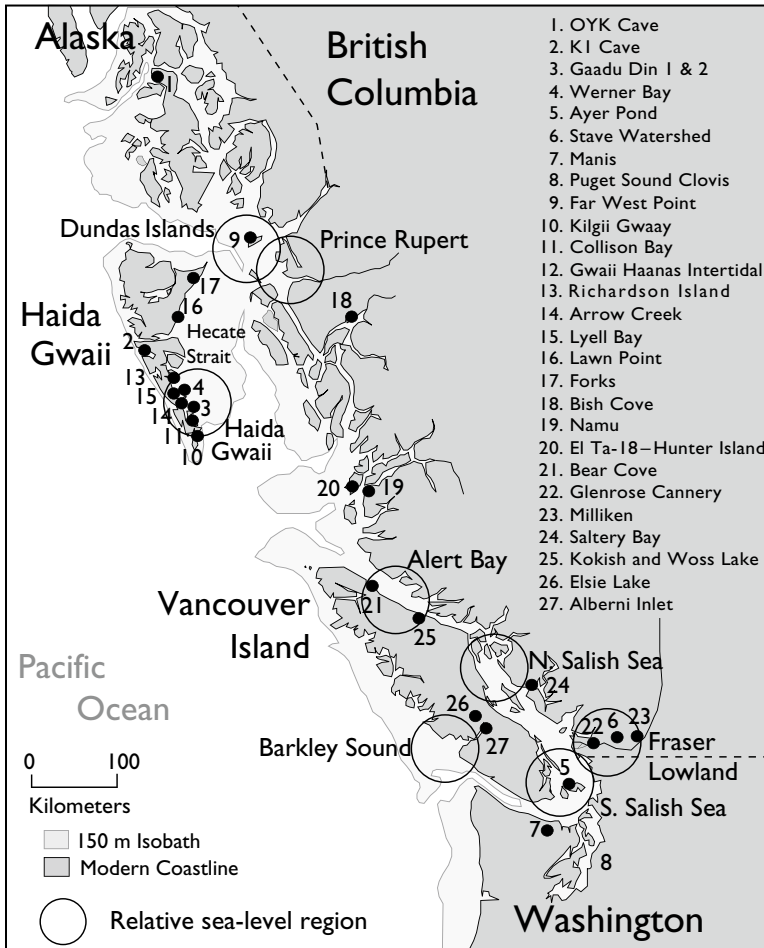 Alaska
British
Columbia
1. OYK Cave
2. K1 Cave
3. Gaadu Din 1 & 2
4. Werner Bay
5. Ayer Pond
6. Stave Watershed
7. Manis
8. Puget Sound Clovis
9. Far West Point
10. Kilgii Gwaay
11. Collison Bay
12. Gwaii Haanas Intertidal
13. Richardson Island
14. Arrow Creek
15. Lyell Bay
16. Lawn Point
17. Forks
18. Bish Cove
19. Namu
20. El Ta-18–Hunter Island
21. Bear Cove
22. Glenrose Cannery
23. Milliken
24. Saltery Bay
25. Kokish and Woss Lake
26. Elsie Lake
27. Alberni Inlet
1
Dundas Islands
9
Prince Rupert
17
16
18
Haida
Gwaii
Hecate
Strait
2
13
4
15
3
14
Haida
Gwaii
11
10
20
19
Alert Bay
21
25
Vancouver
Island
N. Salish Sea
24
Pacific
Ocean
26
27
22
6
23
Fraser
Lowland
Barkley Sound
5
S. Salish Sea
7
8
0
100
Kilometers
150 m Isobath
Modern Coastline
Relative sea-level region
Washington